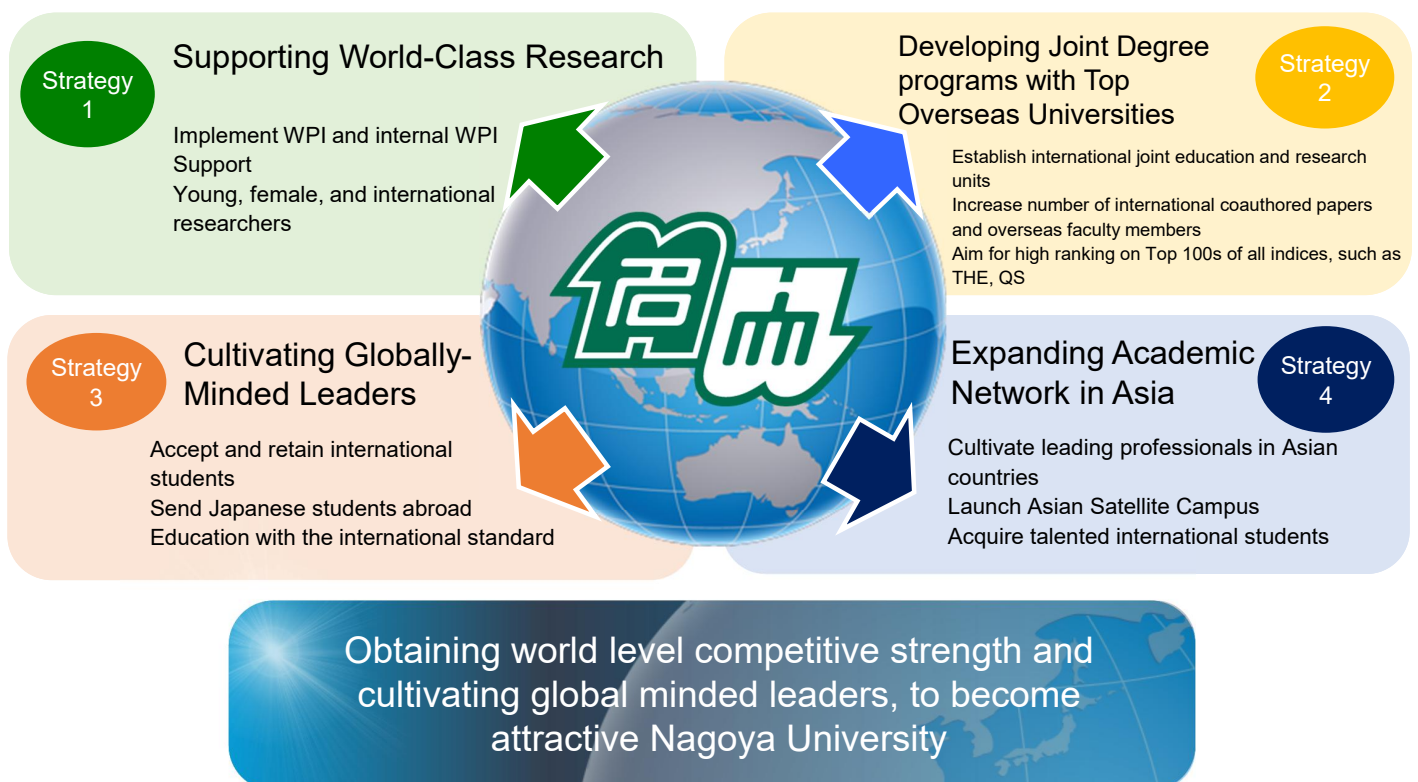 Strategy
1
Supporting World-Class Research
Implement WPI and internal WPI
Support
Young, female, and international
researchers
Strategy
2
Developing Joint Degree
programs with Top
Overseas Universities
Establish international joint education and research
units
Increase number of international coauthored papers
and overseas faculty members
Aim for high ranking on Top 100s of all indices, such as
THE, QS
名大
Strategy
3
Cultivating Globally-
Minded Leaders
Accept and retain international
students
Send Japanese students abroad
Education with the international standard
Strategy
4
Expanding Academic
Network in Asia
Cultivate leading professionals in Asian
countries
Launch Asian Satellite Campus
Acquire talented international students
Obtaining world level competitive strength and
cultivating global minded leaders, to become
attractive Nagoya University